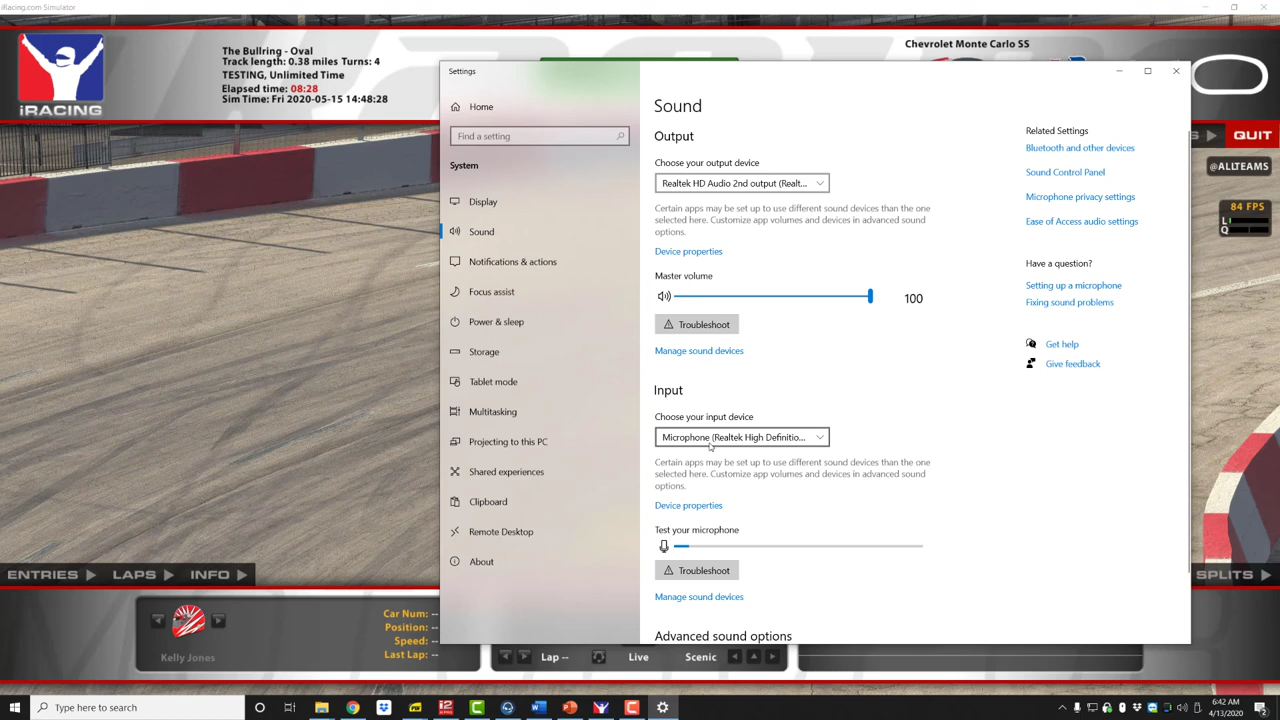 iRacing.com Simulator
iRACING
The Bullring - Oval
Track length: 0.38 miles Turns: 4
TESTING, Unlimited Time
Elapsed time: 08:28
Sim Time: Fri 2020-05-15 14:48:28
Chevrolet Monte Carlo SS
S
QUIT
@ALLTEAMS
84 FPS
L
Q
Settings
Home
Find a setting
System
Display
Sound
Notifications & actions
Focus assist
Power & sleep
Storage
Tablet mode
Multitasking
Projecting to this PC
Shared experiences
Clipboard
Remote Desktop
About
Sound
Output
Choose your output device
Realtek HD Audio 2nd output (Realt...
Certain apps may be set up to use different sound devices than the one
selected here. Customize app volumes and devices in advanced sound
options.
Device properties
Master volume
100
Troubleshoot
Manage sound devices
Input
Choose your input device
Microphone (Realtek High Definitio...
Certain apps may be set up to use different sound devices than the one
selected here. Customize app volumes and devices in advanced sound
options.
Device properties
Test your microphone
Troubleshoot
Manage sound devices
Advanced sound options
Related Settings
Bluetooth and other devices
Sound Control Panel
Microphone privacy settings
Ease of Access audio settings
Have a question?
Setting up a microphone
Fixing sound problems
Get help
Give feedback
ENTRIES
LAPS
INFO
SPLITS
Kelly Jones
Car Num: --
Position: --
Speed: --
Last Lap: --
Lap --
Live
Scenic
Type here to search
6:42 AM
4/13/2020
2